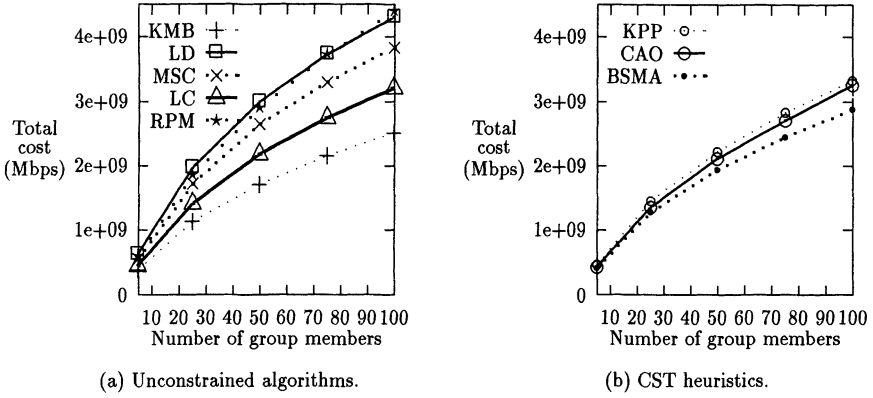 4e+09
3e+09
2e+09
1e+09
0
Total
cost
(Mbps)
KMB
LD
MSC
LC
RPM
10 20 30 40 50 60 70 80 90 100
Number of group members
(a) Unconstrained algorithms.
4e+09
3e+09
2e+09
1e+09
0
Total
cost
(Mbps)
KPP
CAO
BSMA
10 20 30 40 50 60 70 80 90 100
Number of group members
(b) CST heuristics.